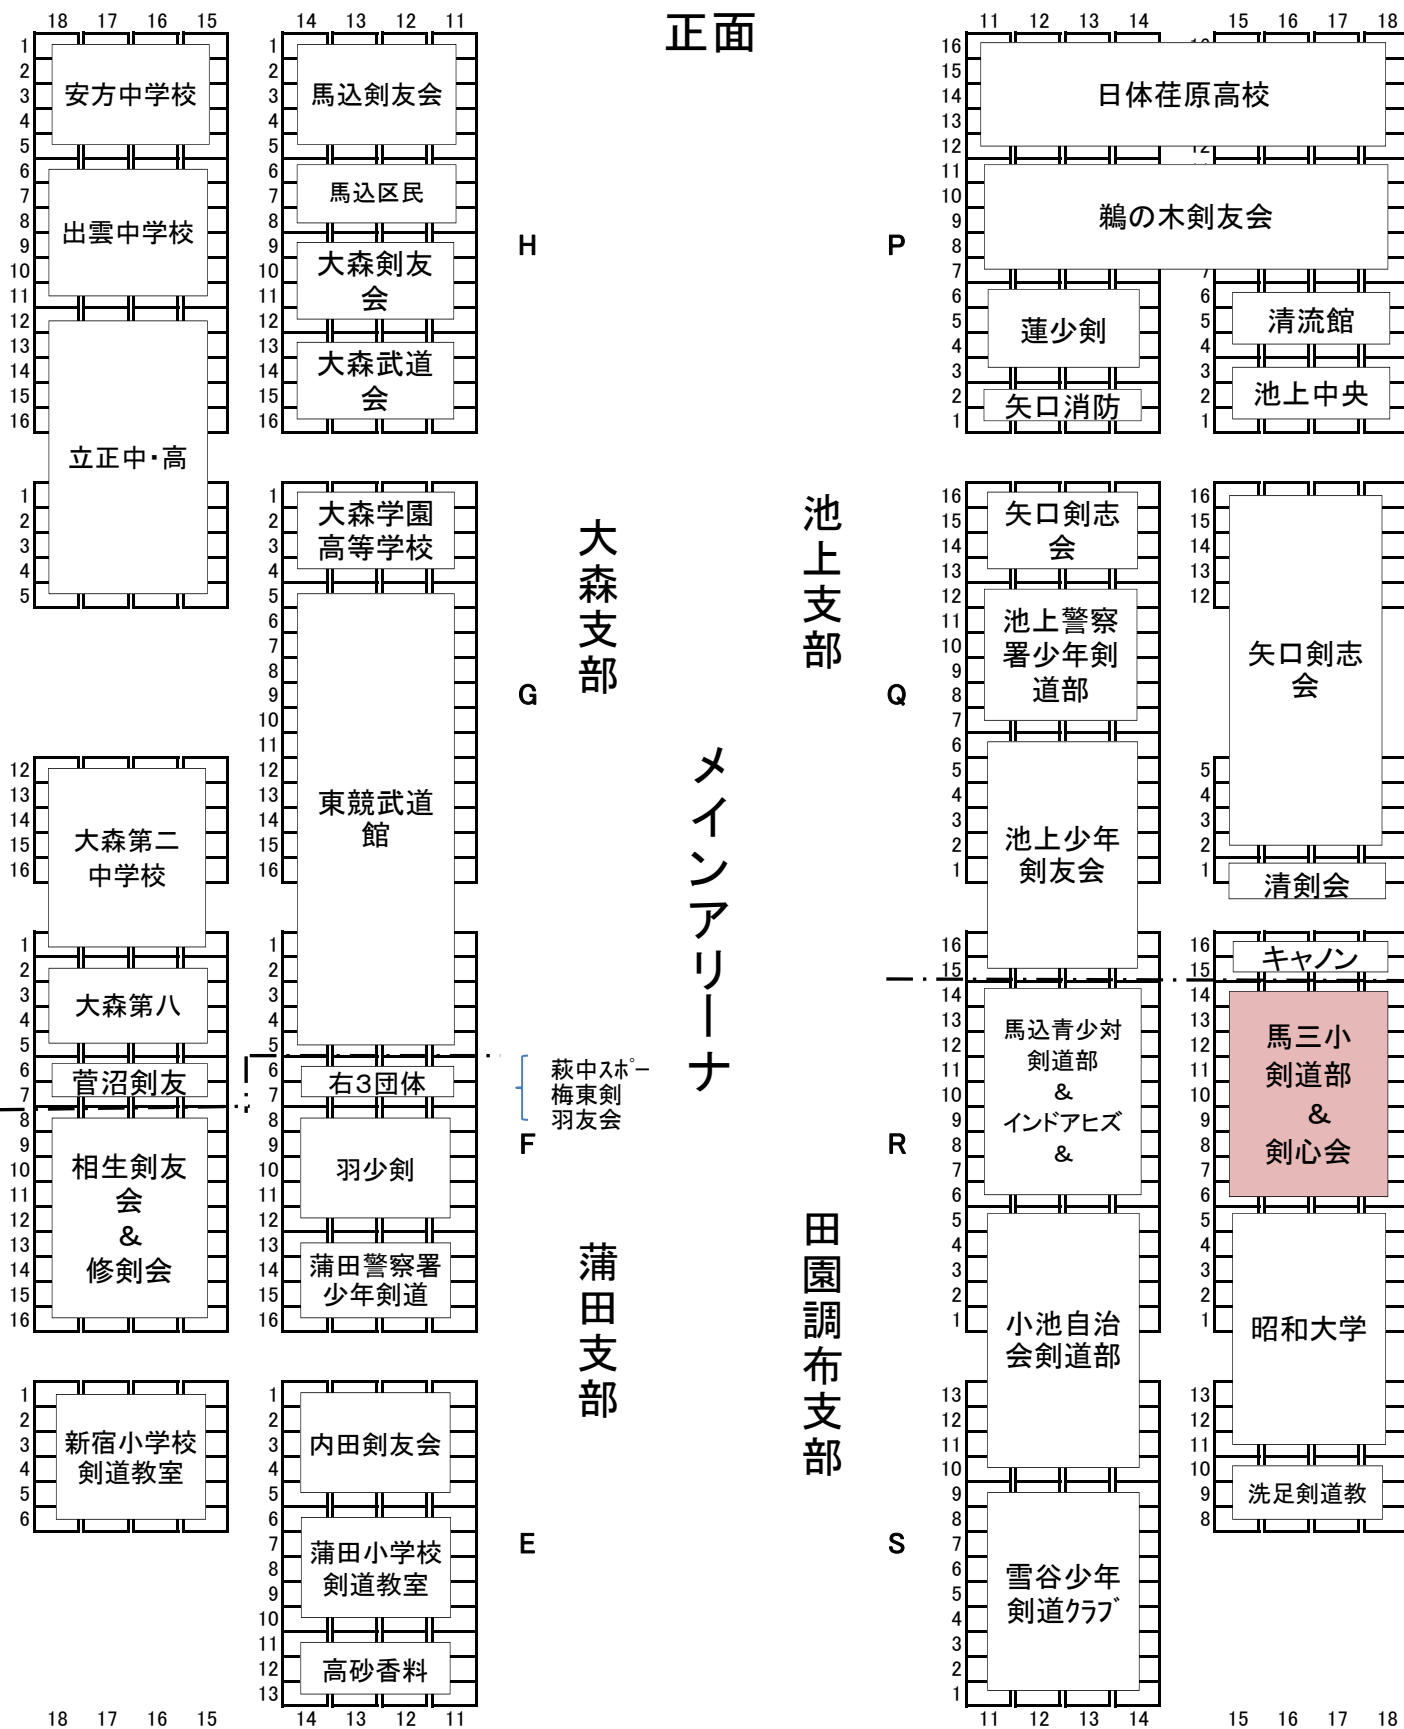 正面
18 17 16 15
14 13 12 11
11 12 13 14
15 16 17 18
安方中学校
出雲中学校
立正中・高
大森第二
中学校
大森第八
菅沼剣友
相生剣友
会
&
修剣会
新宿小学校
剣道教室
馬込剣友会
馬込区民
大森剣友
会
大森武道
会
大森学園
高等学校
東競武道
館
右3団体
羽少剣
蒲田警察署
少年剣道
内田剣友会
蒲田小学校
剣道教室
高砂香料
H
G
F
E
大森支部
蒲田支部
萩中スポー
梅東剣
羽友会
メインアリーナ
池上支部
田園調布支部
P
Q
R
S
日体荏原高校
鵜の木剣友会
蓮少剣
矢口消防
清流館
池上中央
矢口剣志
会
池上警察
署少年剣
道部
池上少年
剣友会
矢口剣志
会
清剣会
キャノン
馬込青少対
剣道部
&
インドアヒズ
&
馬三小
剣道部
&
剣心会
小池自治
会剣道部
昭和大学
洗足剣道教
雪谷少年
剣道クラブ
18 17 16 15
14 13 12 11
11 12 13 14
15 16 17 18